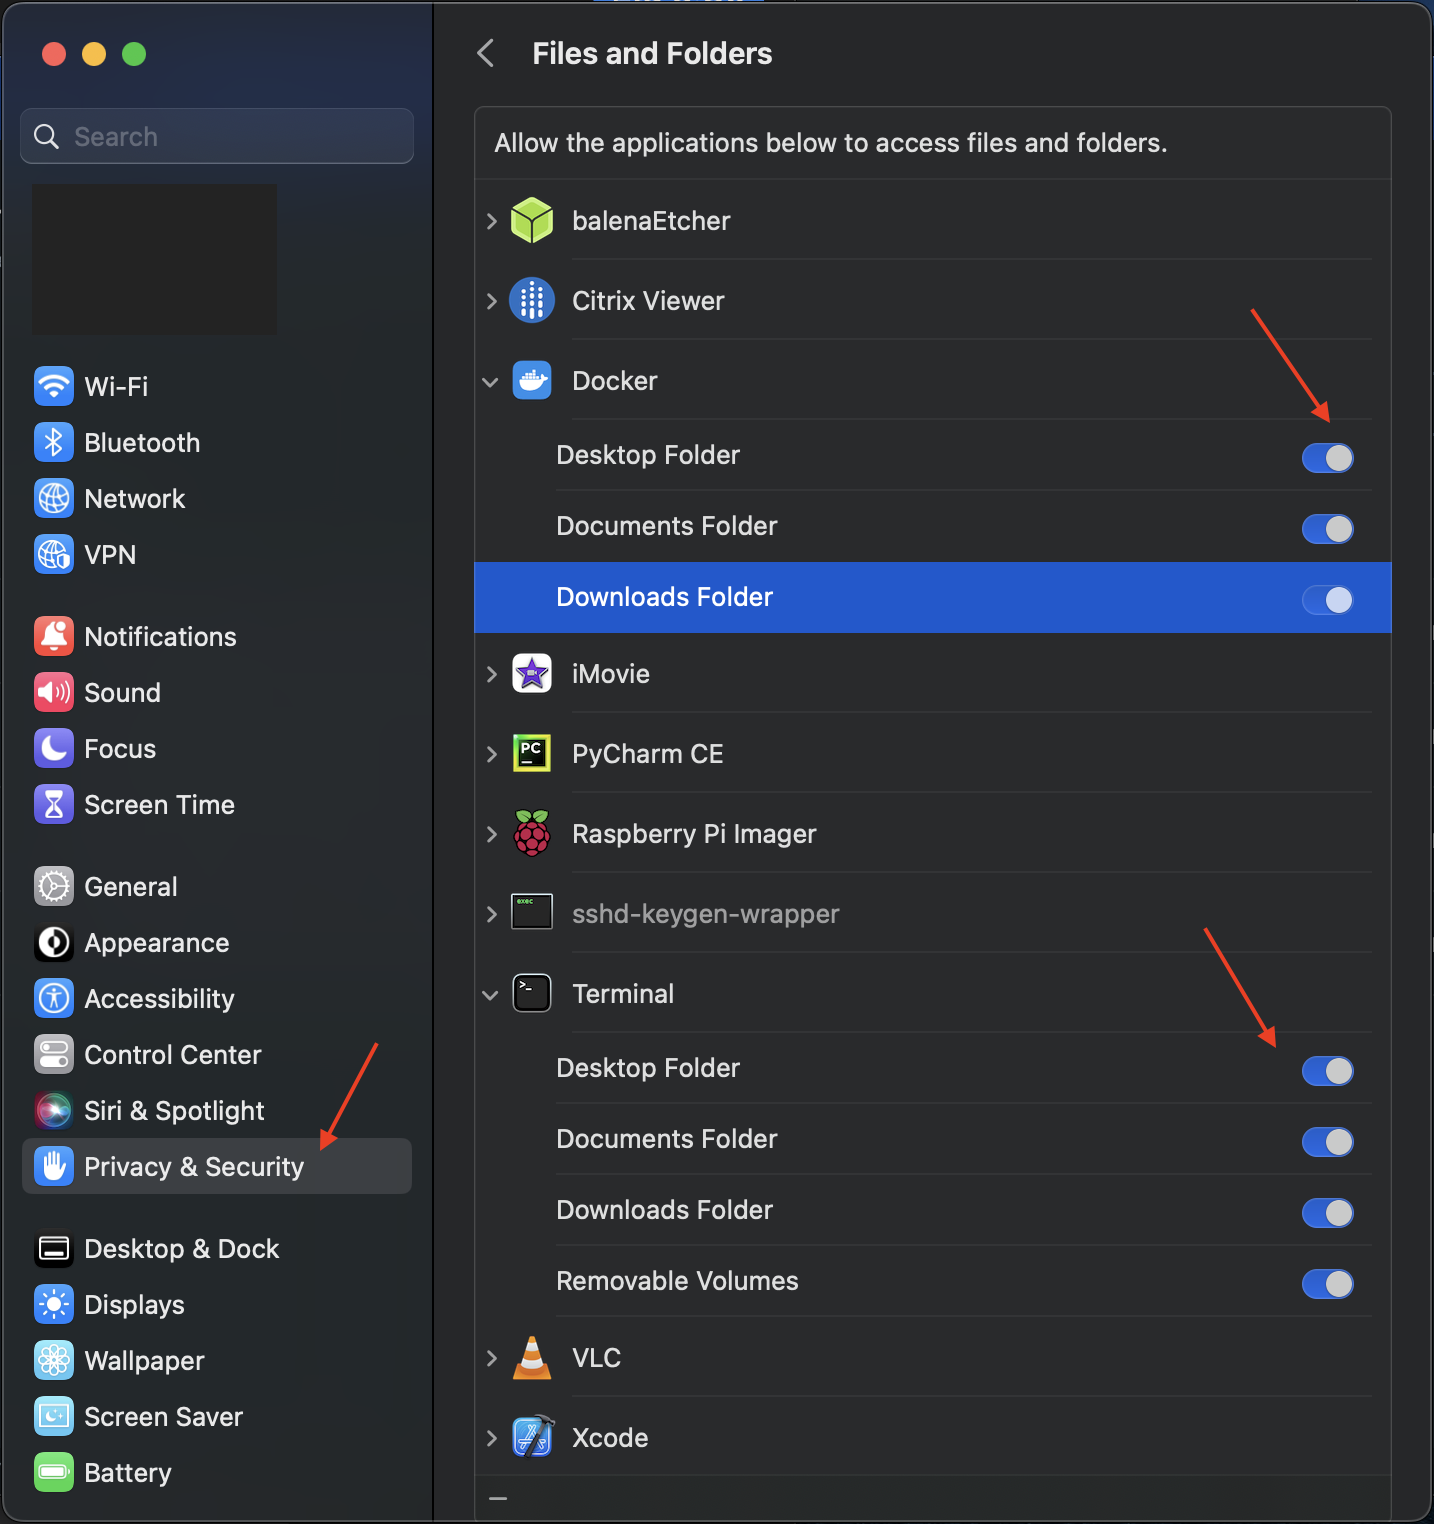 Search
Wi-Fi
Bluetooth
Network
VPN
Notifications
Sound
Focus
Screen Time
General
Appearance
Accessibility
Control Center
Siri & Spotlight
Privacy & Security
Desktop & Dock
Displays
Wallpaper
Screen Saver
Battery
Files and Folders
Allow the applications below to access files and folders.
balenaEtcher
Citrix Viewer
Docker
Desktop Folder
Documents Folder
Downloads Folder
iMovie
PC
PyCharm CE
Raspberry Pi Imager
exec
sshd-keygen-wrapper
>_
Terminal
Desktop Folder
Documents Folder
Downloads Folder
Removable Volumes
VLC
Xcode